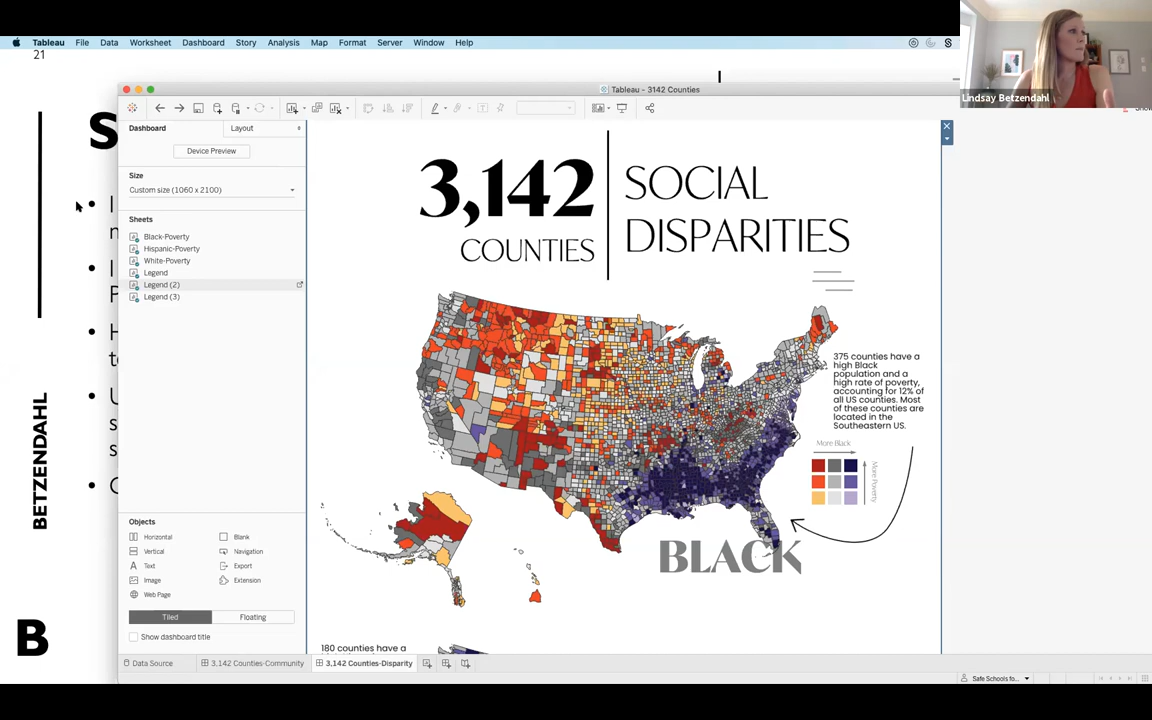 Tableau File Data Worksheet Dashboard Story Analysis Map Format Server Window Help
21
Lindsay Betzendahl
Tableau - 3142 Counties
Dashboard Layout
Device Preview
Size
Custom size (1060 x 2100)
Sheets
Black-Poverty
Hispanic-Poverty
White-Poverty
Legend
Legend (2)
Legend (3)
Objects
Horizontal Blank
Vertical Navigation
A Text Export
Image Extension
Web Page
Tiled Floating
Show dashboard title
Data Source 3,142 Counties-Community 3,142 Counties-Disparity
3,142
COUNTIES
SOCIAL
DISPARITIES
375 counties have a
high Black
population and a
high rate of poverty,
accounting for 12% of
all US counties. Most
of these counties are
located in the
Southeastern US.
More Black
More Poverty
BLACK
180 counties have a
Safe Schools fo...
BETZENDAHL
B
S